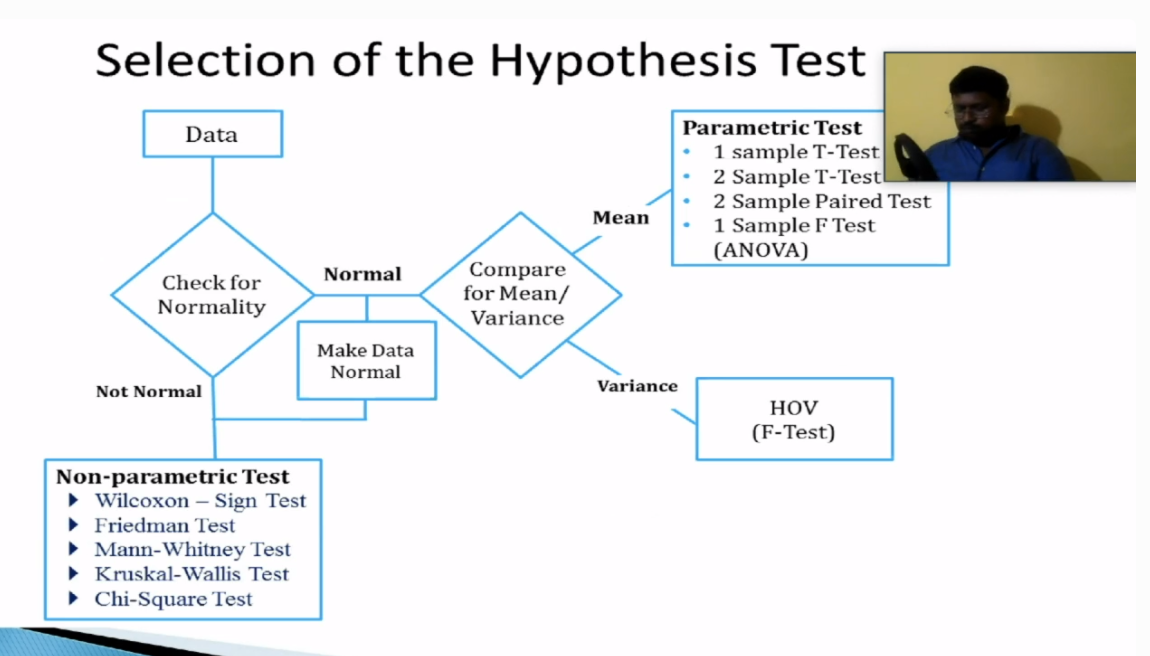 Selection of the Hypothesis Test
Data
Check for
Normality
Normal
Make Data
Normal
Not Normal
Non-parametric Test
Wilcoxon – Sign Test
Friedman Test
Mann-Whitney Test
Kruskal-Wallis Test
Chi-Square Test
Compare
for Mean/
Variance
Mean
Parametric Test
1 sample T-Test
2 Sample T-Test
2 Sample Paired Test
1 Sample F Test
(ANOVA)
Variance
HOV
(F-Test)